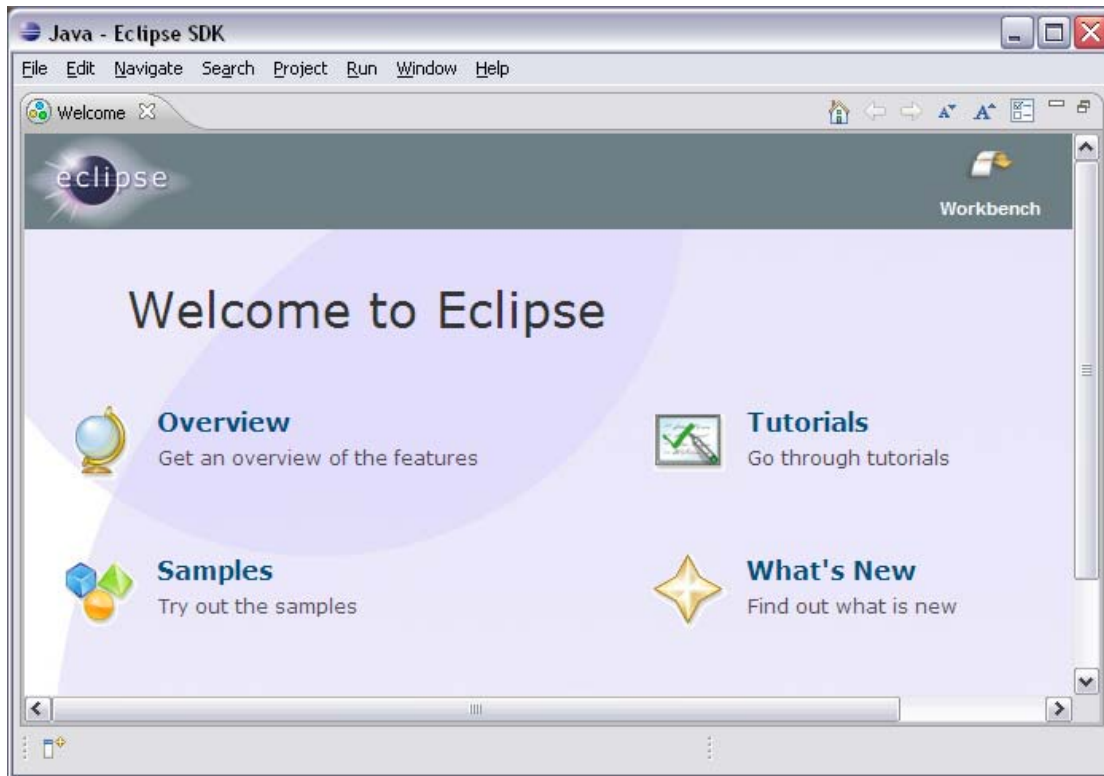 Java - Eclipse SDK
File Edit Navigate Search Project Run Window Help
Welcome
eclipse
Workbench
Welcome to Eclipse
Overview
Get an overview of the features
Tutorials
Go through tutorials
Samples
Try out the samples
What's New
Find out what is new